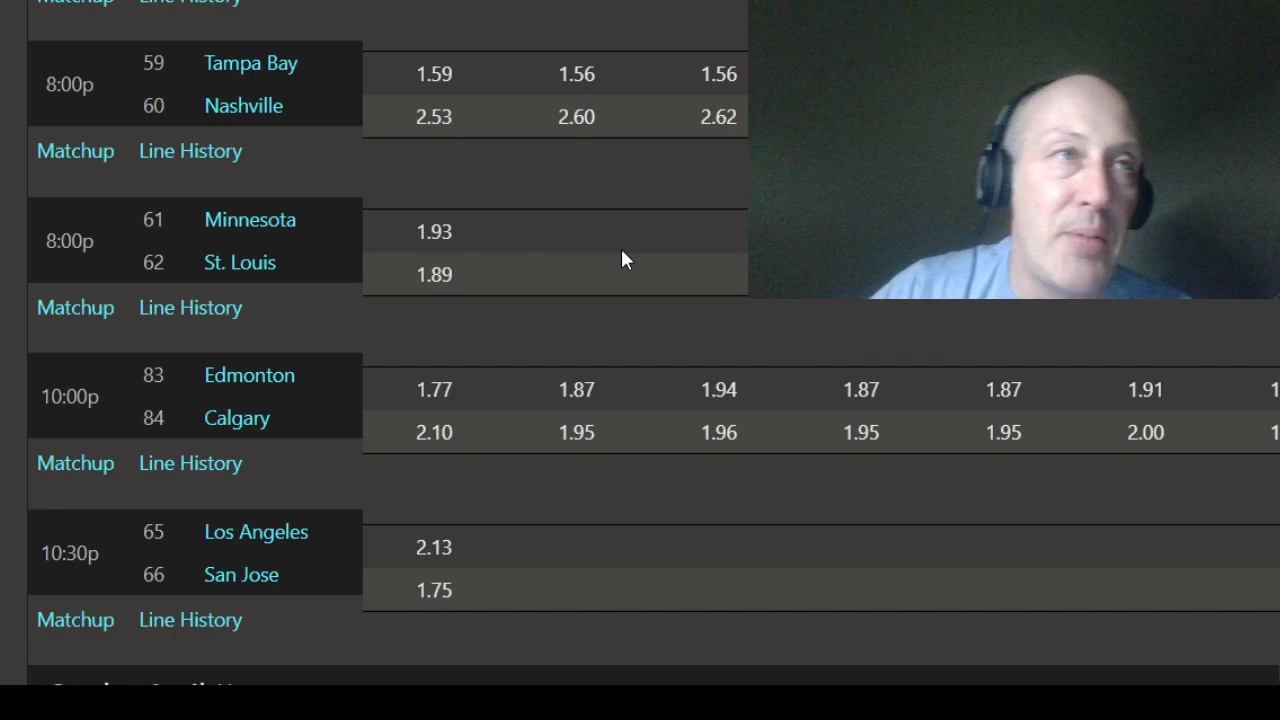 Matchup Line History
8:00p 59 Tampa Bay 1.59 1.56 1.56
60 Nashville 2.53 2.60 2.62
Matchup Line History
8:00p 61 Minnesota 1.93
62 St. Louis 1.89
Matchup Line History
10:00p 83 Edmonton 1.77 1.87 1.94 1.87 1.87 1.91
84 Calgary 2.10 1.95 1.96 1.95 1.95 2.00
Matchup Line History
10:30p 65 Los Angeles 2.13
66 San Jose 1.75
Matchup Line History